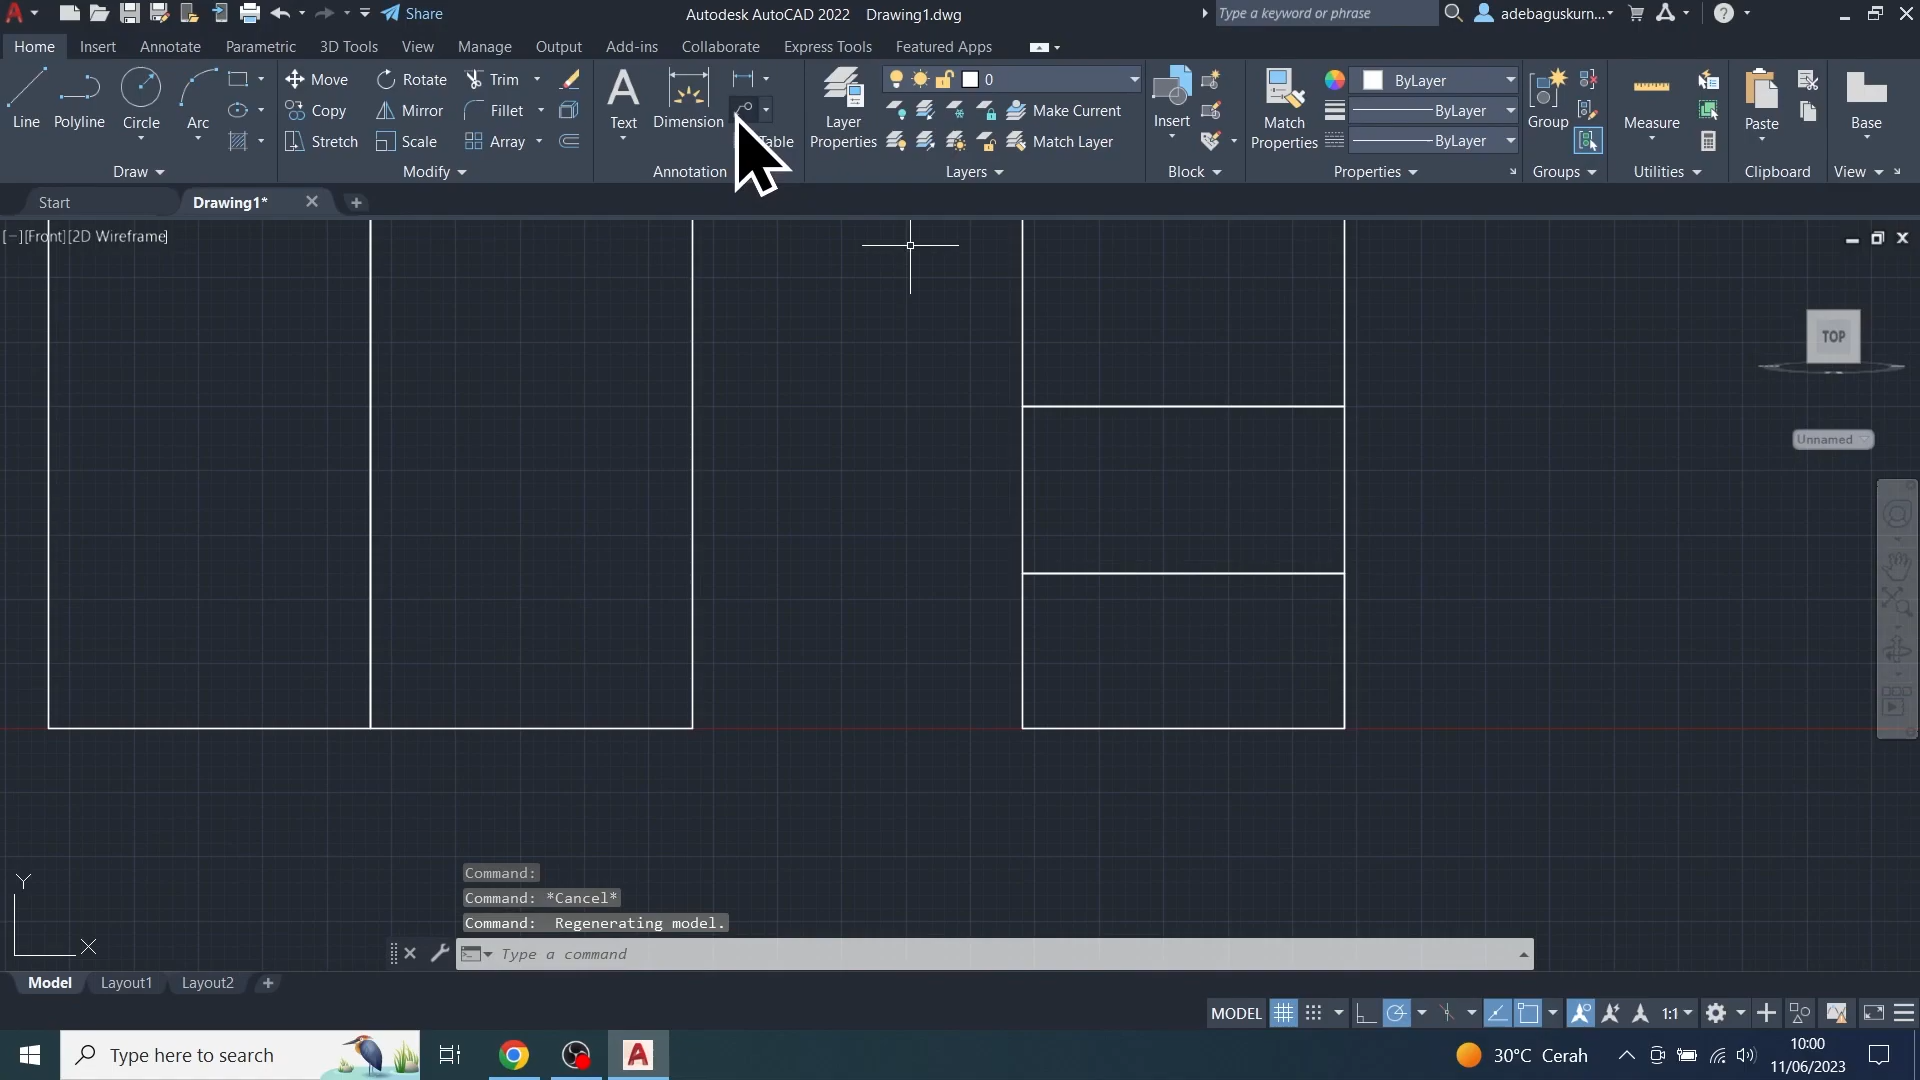 Share
Autodesk AutoCAD 2022 Drawing1.dwg
Type a keyword or phrase
adebaguskurn...
Home Insert Annotate Parametric 3D Tools View Manage Output Add-ins Collaborate Express Tools Featured Apps
Line Polyline Circle Arc
Move Rotate Trim
Copy Mirror Fillet
Stretch Scale Array
Text Dimension
Table
Layer Properties
0
Make Current
Match Layer
Insert
Match Properties
ByLayer
ByLayer
ByLayer
Group
Measure
Paste
Base
Draw Modify Annotation Layers Block Properties Groups Utilities Clipboard View
Start Drawing1*
[−][Front][2D Wireframe]
TOP
Unnamed
Y
X
Command:
Command: *Cancel*
Command: Regenerating model.
Type a command
Model Layout1 Layout2
MODEL 1:1
Type here to search
30°C Cerah
10:00
11/06/2023